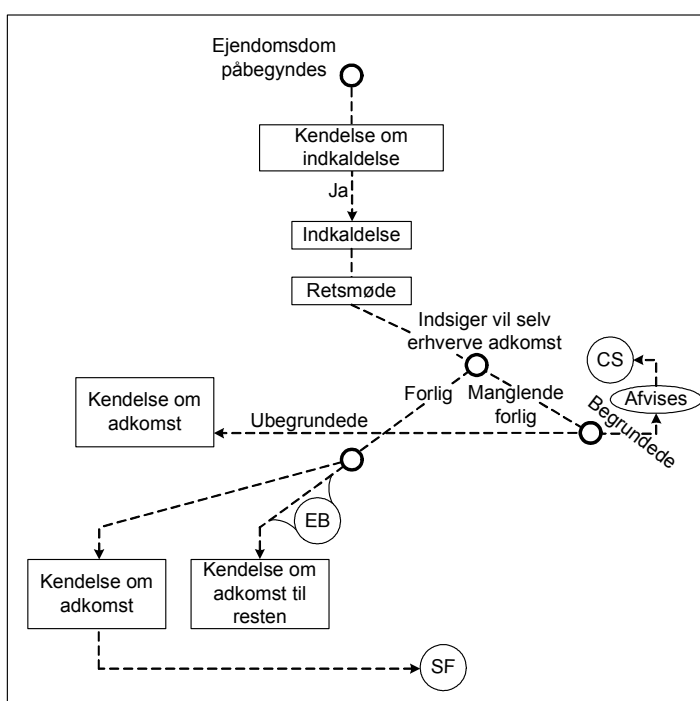 Ejendomsdom
påbegyndes
Kendelse om
indkaldelse
Ja
Indkaldelse
Retsmøde
Indsiger vil selv
erhverve adkomst
CS
Afvises
Kendelse om
adkomst
Ubegrundede
Forlig
Manglende
forlig
Begrundede
EB
Kendelse om
adkomst
Kendelse om
adkomst til
resten
SF